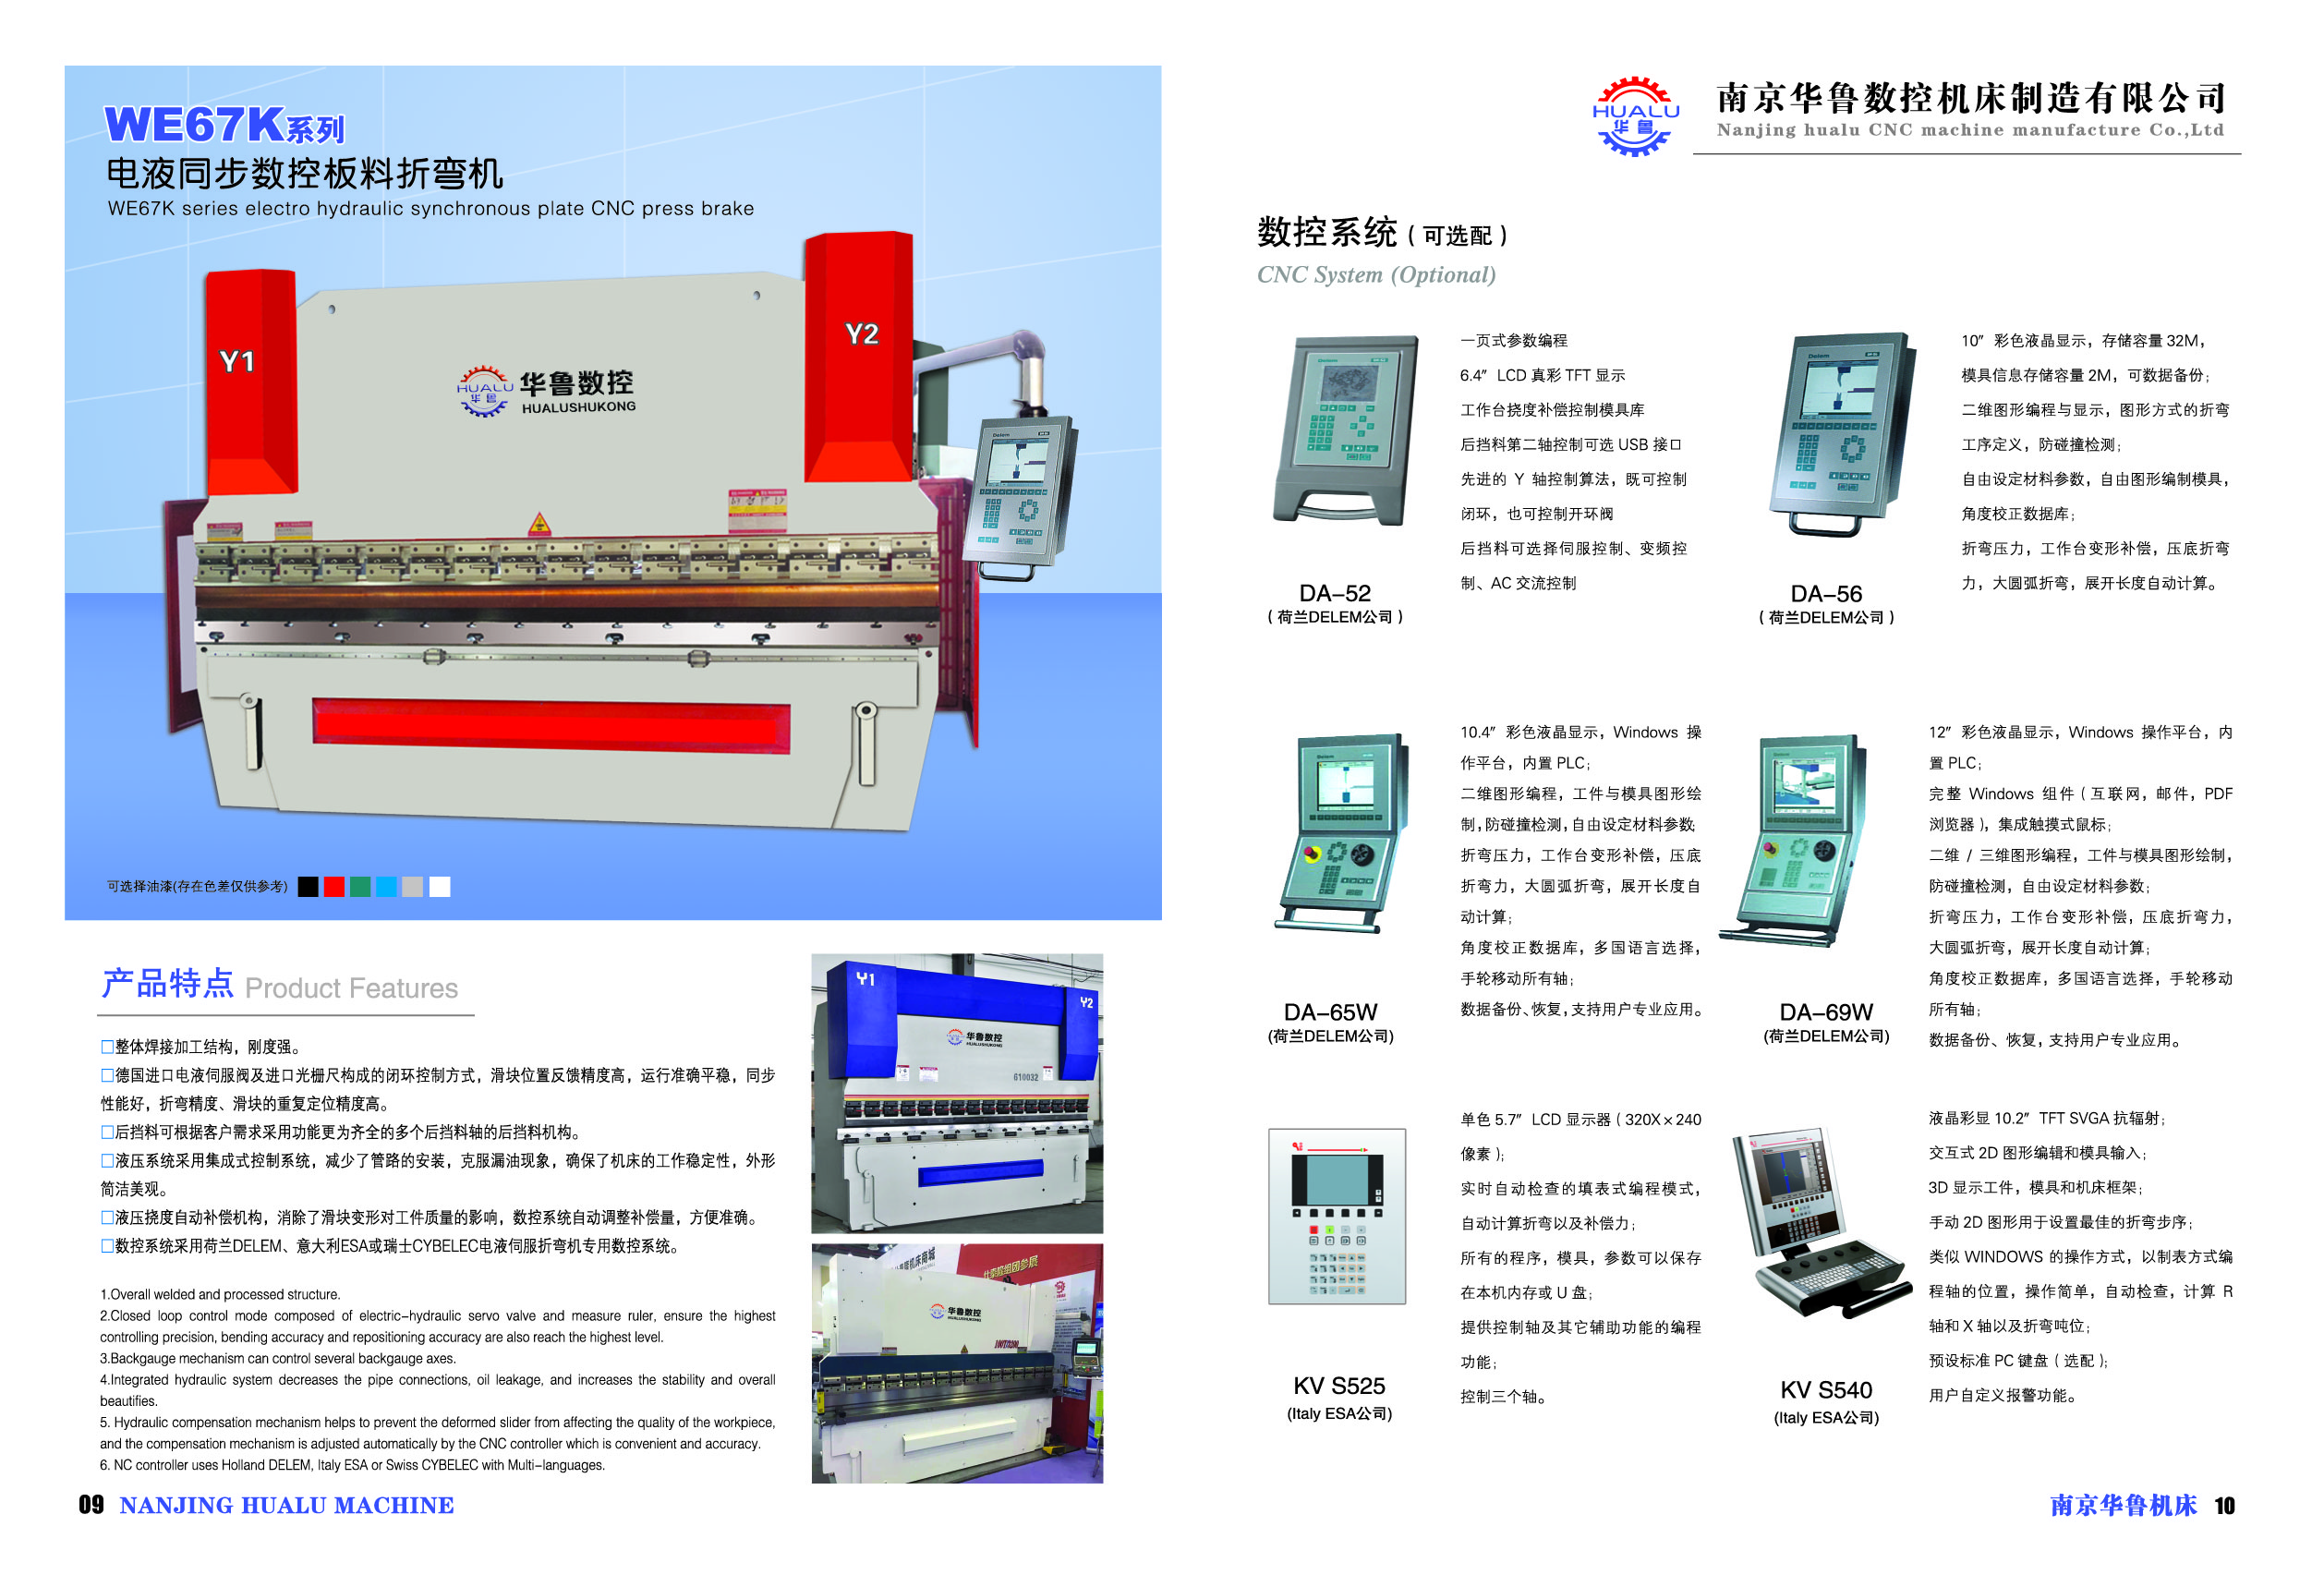 WE67K系列
电液同步数控板料折弯机
WE67K series electro hydraulic synchronous plate CNC press brake
Y1
Y2
HUALU
华鲁
华鲁数控
HUALUSHUKONG
Delem
可选择油漆(存在色差仅供参考)
产品特点 Product Features
□整体焊接加工结构，刚度强。
□德国进口电液伺服阀及进口光栅尺构成的闭环控制方式，滑块位置反馈精度高，运行准确平稳，同步
性能好，折弯精度、滑块的重复定位精度高。
□后挡料可根据客户需求采用功能更为齐全的多个后挡料轴的后挡料机构。
□液压系统采用集成式控制系统，减少了管路的安装，克服漏油现象，确保了机床的工作稳定性，外形
简洁美观。
□液压挠度自动补偿机构，消除了滑块变形对工件质量的影响，数控系统自动调整补偿量，方便准确。
□数控系统采用荷兰DELEM、意大利ESA或瑞士CYBELEC电液伺服折弯机专用数控系统。
1.Overall welded and processed structure.
2.Closed loop control mode composed of electric-hydraulic servo valve and measure ruler, ensure the highest
controlling precision, bending accuracy and repositioning accuracy are also reach the highest level.
3.Backgauge mechanism can control several backgauge axes.
4.Integrated hydraulic system decreases the pipe connections, oil leakage, and increases the stability and overall
beautifies.
5. Hydraulic compensation mechanism helps to prevent the deformed slider from affecting the quality of the workpiece,
and the compensation mechanism is adjusted automatically by the CNC controller which is convenient and accuracy.
6. NC controller uses Holland DELEM, Italy ESA or Swiss CYBELEC with Multi-languages.
Y1
Y2
华鲁数控
HUALUSHUKONG
610032
华鲁数控
HUALUSHUKONG
09 NANJING HUALU MACHINE
HUALU
华鲁
南京华鲁数控机床制造有限公司
Nanjing hualu CNC machine manufacture Co.,Ltd
数控系统（可选配）
CNC System (Optional)
DA-52
（荷兰DELEM公司）
一页式参数编程
6.4″ LCD 真彩 TFT 显示
工作台挠度补偿控制模具库
后挡料第二轴控制可选 USB 接口
先进的 Y 轴控制算法，既可控制
闭环，也可控制开环阀
后挡料可选择伺服控制、变频控
制、AC 交流控制
Delem
DA-56
（荷兰DELEM公司）
10″ 彩色液晶显示，存储容量 32M，
模具信息存储容量 2M，可数据备份；
二维图形编程与显示，图形方式的折弯
工序定义，防碰撞检测；
自由设定材料参数，自由图形编制模具，
角度校正数据库；
折弯压力，工作台变形补偿，压底折弯
力，大圆弧折弯，展开长度自动计算。
DA-65W
(荷兰DELEM公司)
10.4″ 彩色液晶显示，Windows 操
作平台，内置 PLC；
二维图形编程，工件与模具图形绘
制，防碰撞检测，自由设定材料参数
折弯压力，工作台变形补偿，压底
折弯力，大圆弧折弯，展开长度自
动计算；
角度校正数据库，多国语言选择，
手轮移动所有轴；
数据备份、恢复，支持用户专业应用。
DA-69W
(荷兰DELEM公司)
12″ 彩色液晶显示，Windows 操作平台，内
置 PLC；
完整 Windows 组件（互联网，邮件，PDF
浏览器），集成触摸式鼠标；
二维 / 三维图形编程，工件与模具图形绘制，
防碰撞检测，自由设定材料参数；
折弯压力，工作台变形补偿，压底折弯力，
大圆弧折弯，展开长度自动计算；
角度校正数据库，多国语言选择，手轮移动
所有轴；
数据备份、恢复，支持用户专业应用。
KV S525
(Italy ESA公司)
单色 5.7″ LCD 显示器（320X×240
像素）；
实时自动检查的填表式编程模式，
自动计算折弯以及补偿力；
所有的程序，模具，参数可以保存
在本机内存或 U 盘；
提供控制轴及其它辅助功能的编程
功能；
控制三个轴。
KV S540
(Italy ESA公司)
液晶彩显 10.2″ TFT SVGA 抗辐射；
交互式 2D 图形编辑和模具输入；
3D 显示工件，模具和机床框架；
手动 2D 图形用于设置最佳的折弯步序；
类似 WINDOWS 的操作方式，以制表方式编
程轴的位置，操作简单，自动检查，计算 R
轴和 X 轴以及折弯吨位；
预设标准 PC 键盘（选配）；
用户自定义报警功能。
南京华鲁机床 10